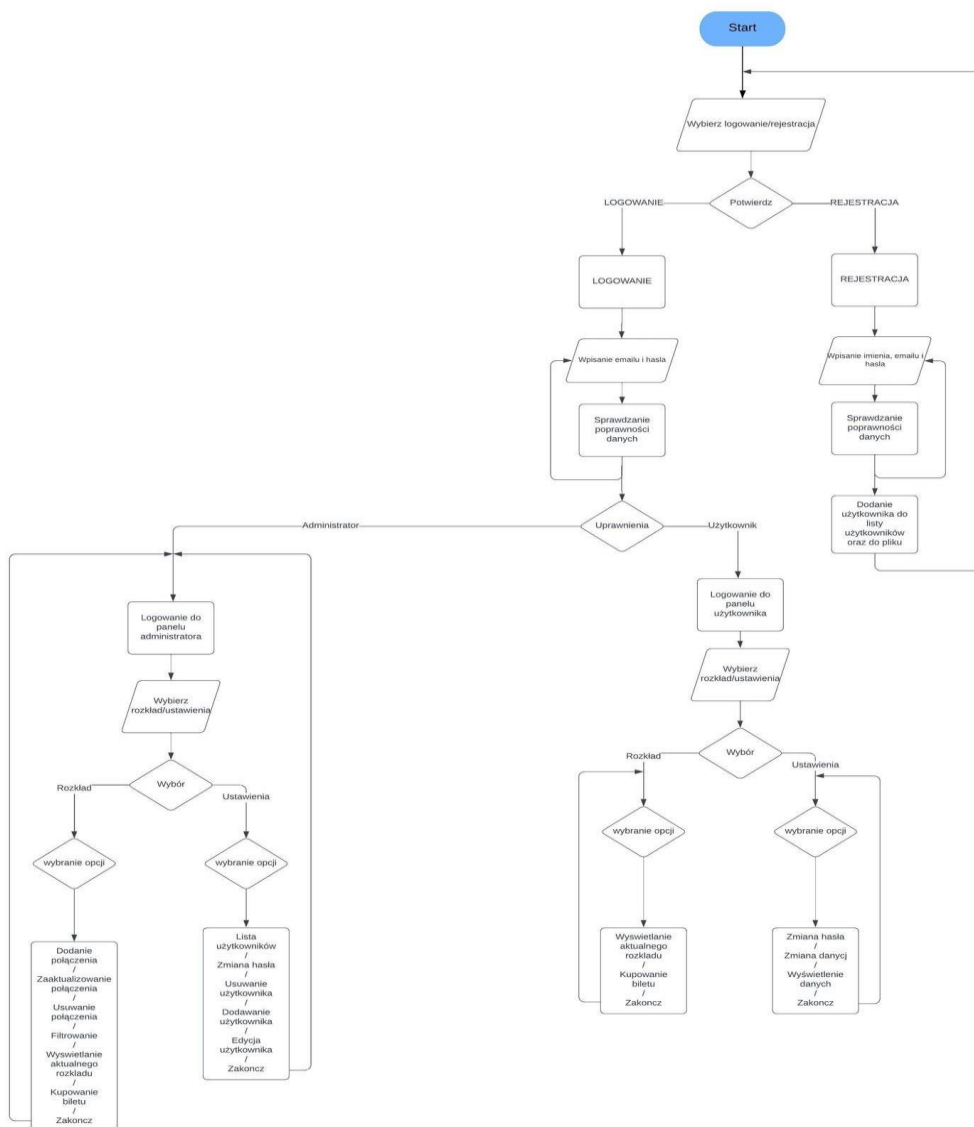 Start
Wybierz logowanie/rejestracja
LOGOWANIE
Potwierdz
REJESTRACJA
LOGOWANIE
REJESTRACJA
Wpisanie emailu i hasla
Wpisanie imienia, emailu i
hasla
Sprawdzanie
poprawności
danych
Sprawdzanie
poprawności
danych
Dodanie
użytkownika do
listy
użytkowników
oraz do pliku
Administrator
Uprawnienia
Użytkownik
Logowanie do
panelu
administratora
Logowanie do
panelu
użytkownika
Wybierz
rozkład/ustawienia
Wybierz
rozkład/ustawienia
Rozkład
Wybór
Ustawienia
Rozkład
Wybór
Ustawienia
wybranie opcji
wybranie opcji
wybranie opcji
wybranie opcji
Dodanie
połączenia
/
Zaaktualizowanie
połączenia
/
Usuwanie
połączenia
/
Filtrowanie
/
Wyswietlanie
aktualnego
rozkladu
/
Kupowanie
biletu
/
Zakoncz
Lista
użytkowników
/
Zmiana hasła
/
Usuwanie
użytkownika
/
Dodawanie
użytkownika
/
Edycja
użytkownika
/
Zakoncz
Wyswietlanie
aktualnego
rozkladu
/
Kupowanie
biletu
/
Zakoncz
Zmiana hasła
/
Zmiana danycj
/
Wyświetlenie
danych
/
Zakoncz